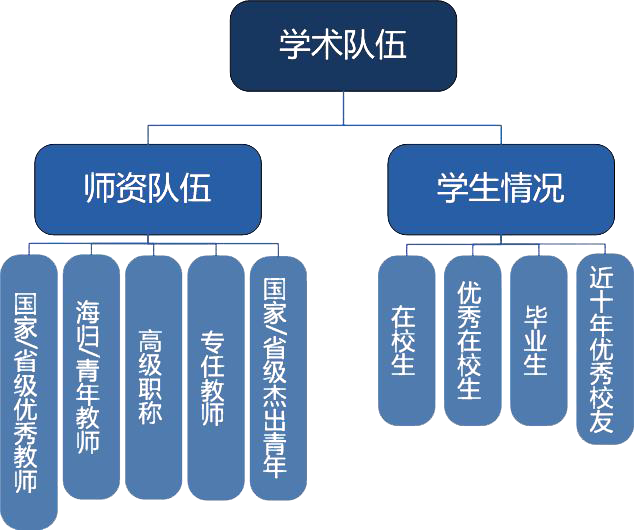 学术队伍
师资队伍
学生情况
国家/省级优秀教师
海归/青年教师
高级职称
专任教师
国家/省级杰出青年
在校生
优秀在校生
毕业生
近十年优秀校友